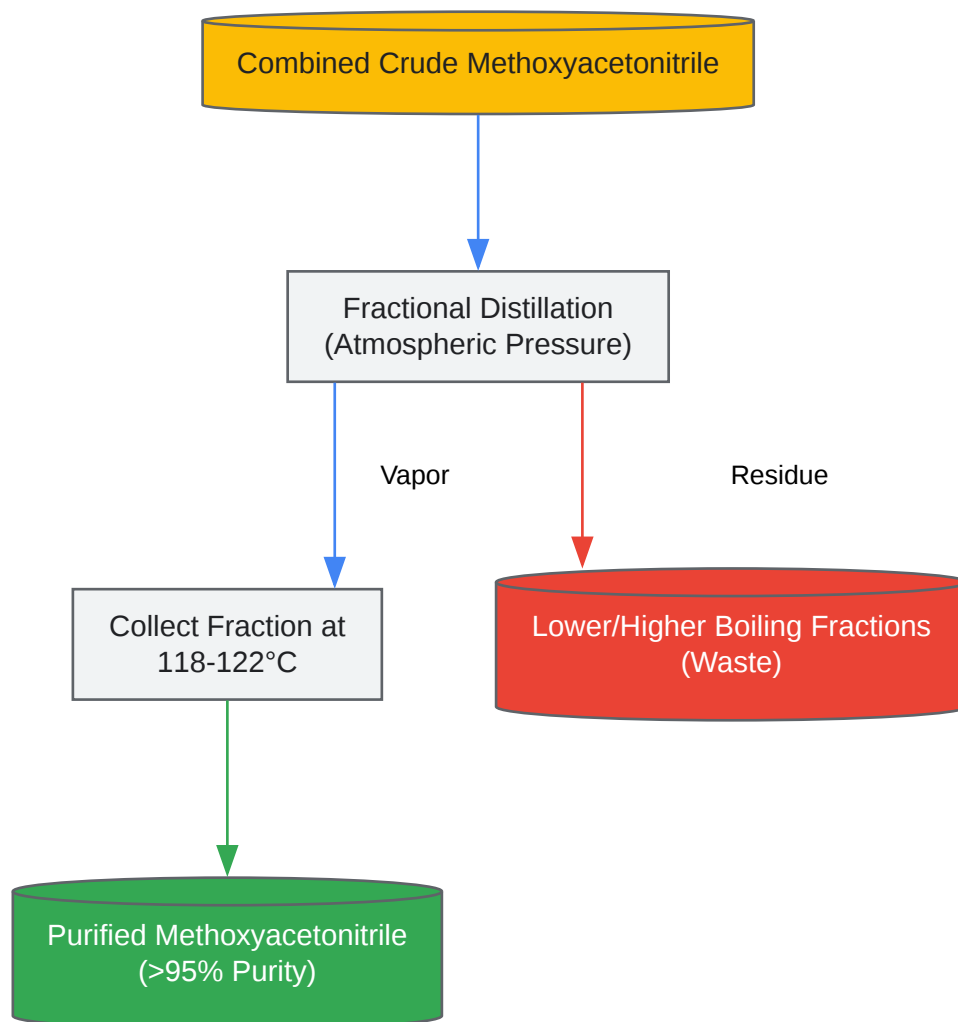 Combined Crude Methoxyacetonitrile
Fractional Distillation
(Atmospheric Pressure)
Vapor
Residue
Collect Fraction at
118-122°C
Lower/Higher Boiling Fractions
(Waste)
Purified Methoxyacetonitrile
(>95% Purity)